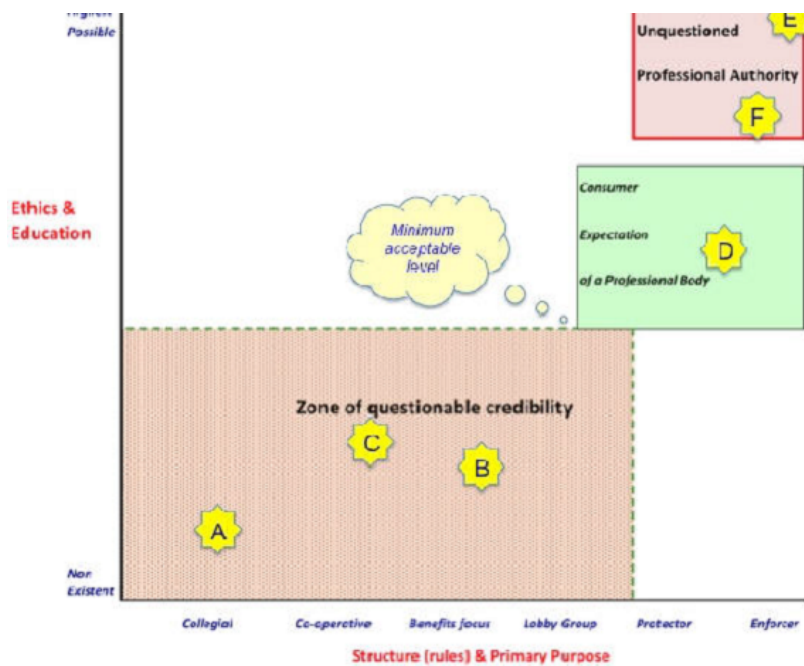 Possible
Unquestioned
E
Professional Authority
F
Ethics &
Education
Consumer
Minimum
acceptable
level
Expectation
D
of a Professional Body
Zone of questionable credibility
C
B
A
Non
Existent
Collegial
Co-operative
Benefits focus
Lobby Group
Protector
Enforcer
Structure (rules) & Primary Purpose